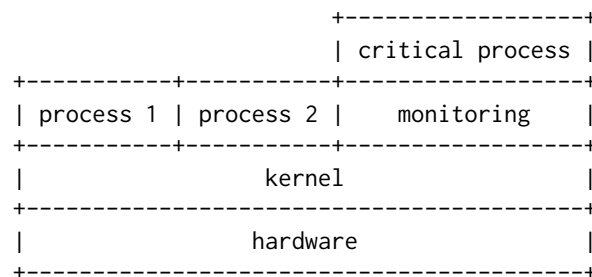 critical process
process 1 process 2 monitoring
kernel
hardware